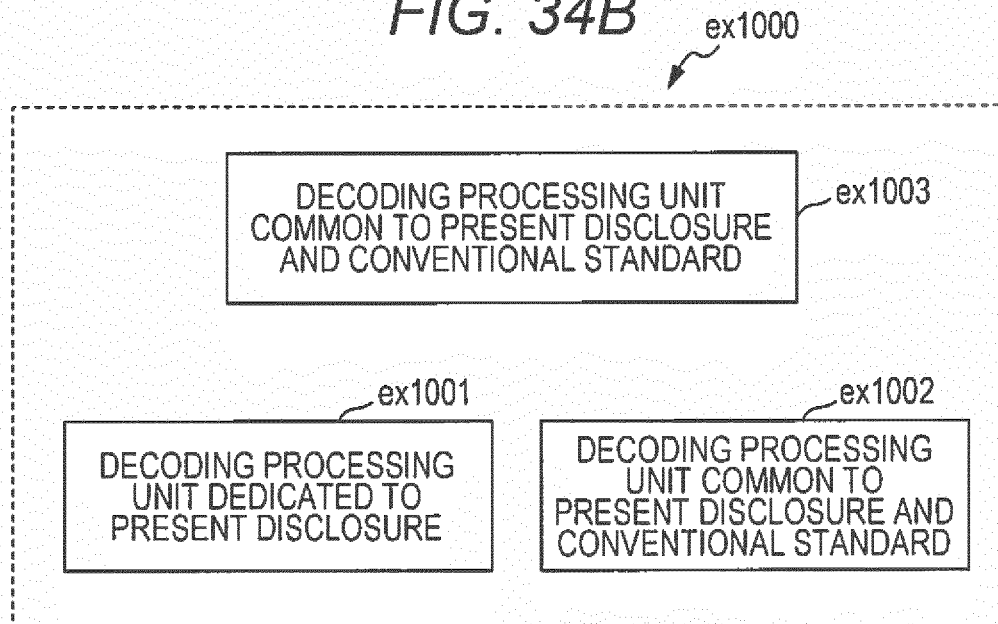 FIG. 34B
ex1000
DECODING PROCESSING UNIT
COMMON TO PRESENT DISCLOSURE
AND CONVENTIONAL STANDARD
ex1003
ex1001
DECODING PROCESSING
UNIT DEDICATED TO
PRESENT DISCLOSURE
ex1002
DECODING PROCESSING
UNIT COMMON TO
PRESENT DISCLOSURE AND
CONVENTIONAL STANDARD